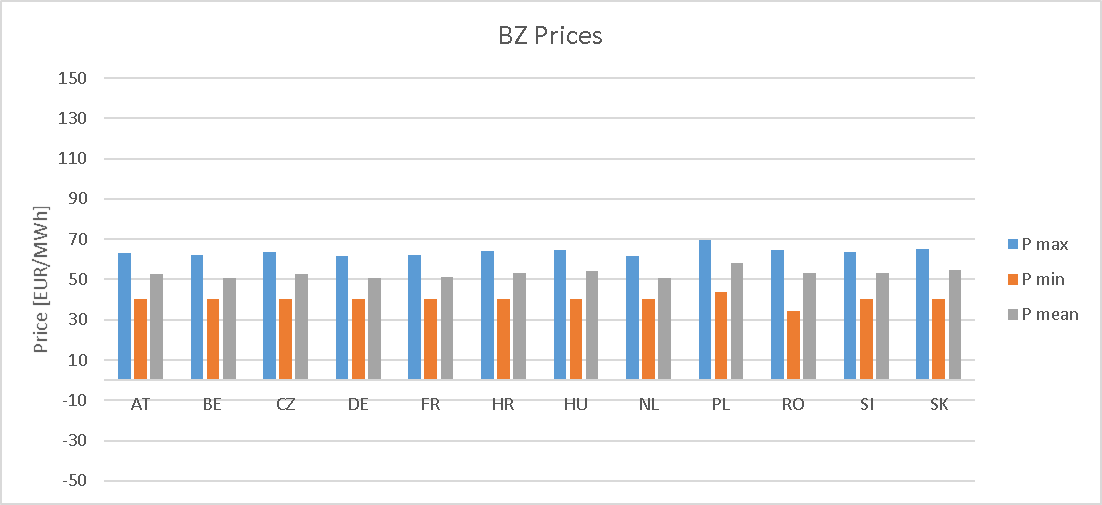 BZ Prices
Price [EUR/MWh]
150
130
110
90
70
50
30
10
-10
-30
-50
AT BE CZ DE FR HR HU NL PL RO SI SK
P max
P min
P mean